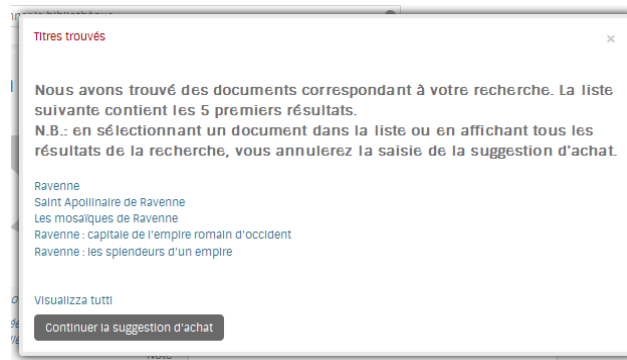 Titres trouvés
×
Nous avons trouvé des documents correspondant à votre recherche. La liste
suivante contient les 5 premiers résultats.
N.B.: en sélectionnant un document dans la liste ou en affichant tous les
résultats de la recherche, vous annulerez la saisie de la suggestion d'achat.
Ravenne
Saint Apollinaire de Ravenne
Les mosaïques de Ravenne
Ravenne : capitale de l'empire romain d'occident
Ravenne : les splendeurs d'un empire
Visualizza tutti
Continuer la suggestion d'achat
Note